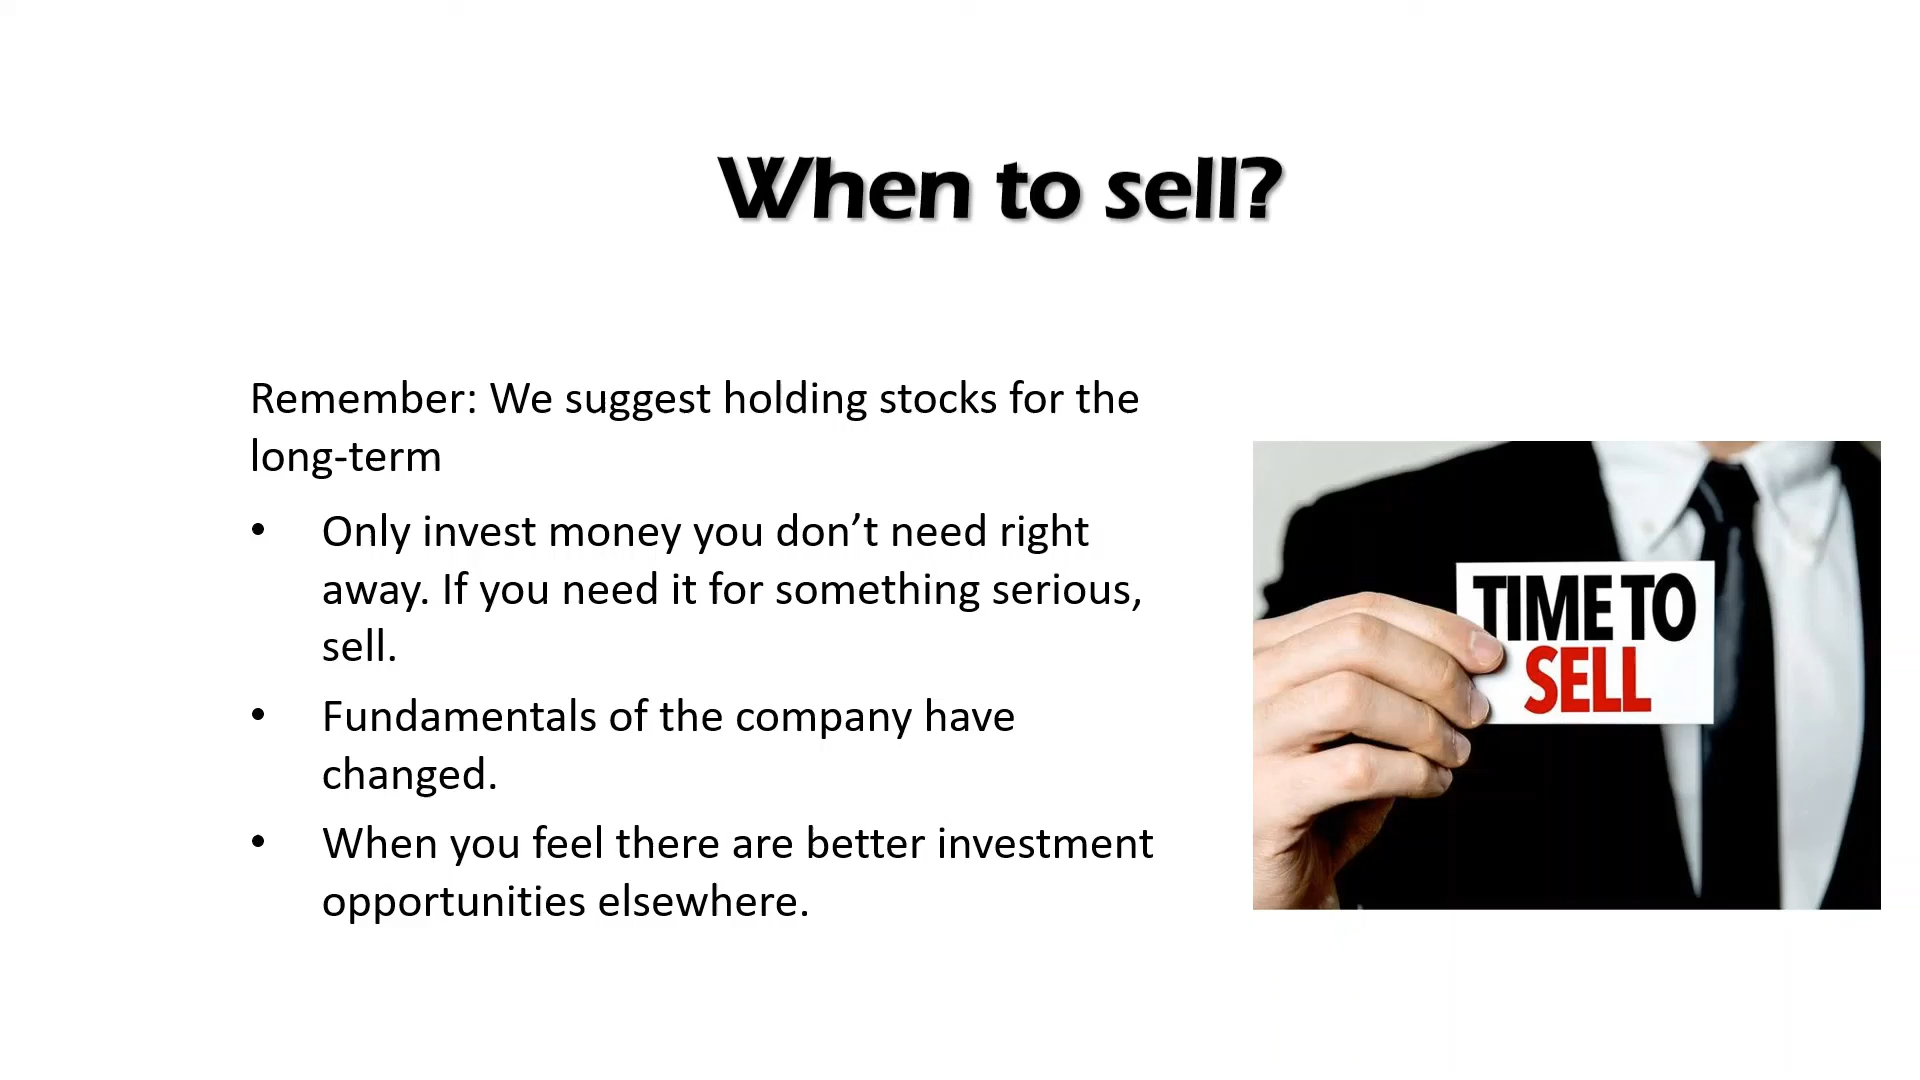 When to sell?
Remember: We suggest holding stocks for the
long-term
• Only invest money you don’t need right
away. If you need it for something serious,
sell.
• Fundamentals of the company have
changed.
• When you feel there are better investment
opportunities elsewhere.
TIME TO
SELL